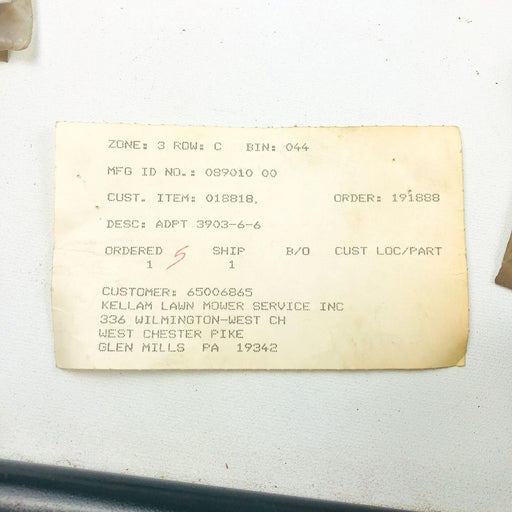 ZONE: 3 ROW: C BIN: 044
MFG ID NO.: 089010 00
CUST. ITEM: 018818, ORDER: 191888
DESC: ADPT 3903-6-6
ORDERED 5 SHIP B/O CUST LOC/PART
1 1
CUSTOMER: 65006865
KELLAM LAWN MOWER SERVICE INC
336 WILMINGTON-WEST CH
WEST CHESTER PIKE
GLEN MILLS PA 19342